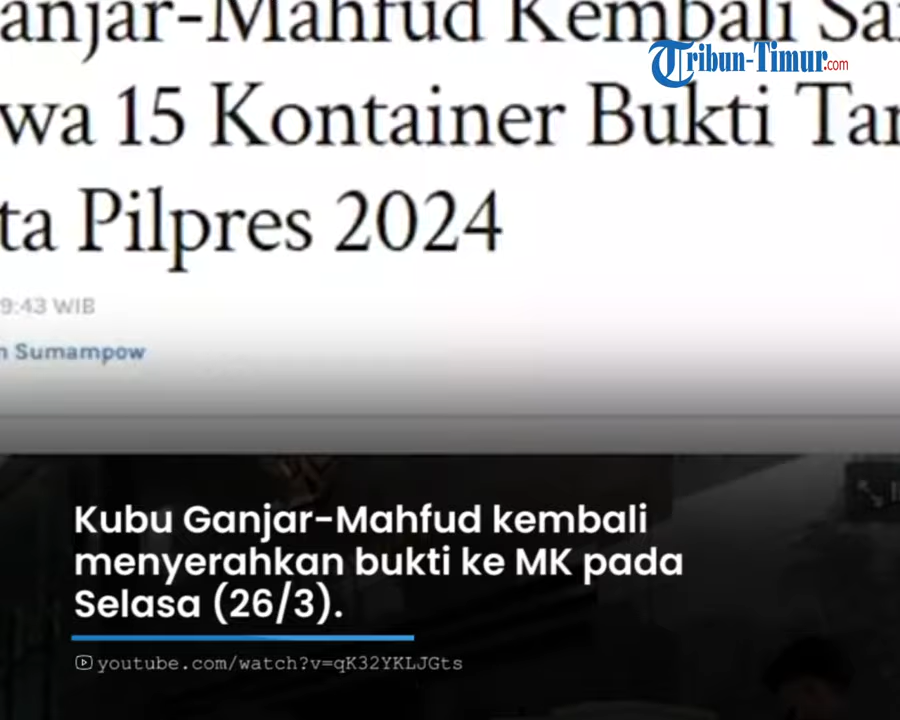 anjar-Mahfud Kembali Sa
Tribun-Timur.com
wa 15 Kontainer Bukti Ta
ta Pilpres 2024
9:43 WIB
Sumampow
Kubu Ganjar-Mahfud kembali
menyerahkan bukti ke MK pada
Selasa (26/3).
youtube.com/watch?v=qK32YKLJGts